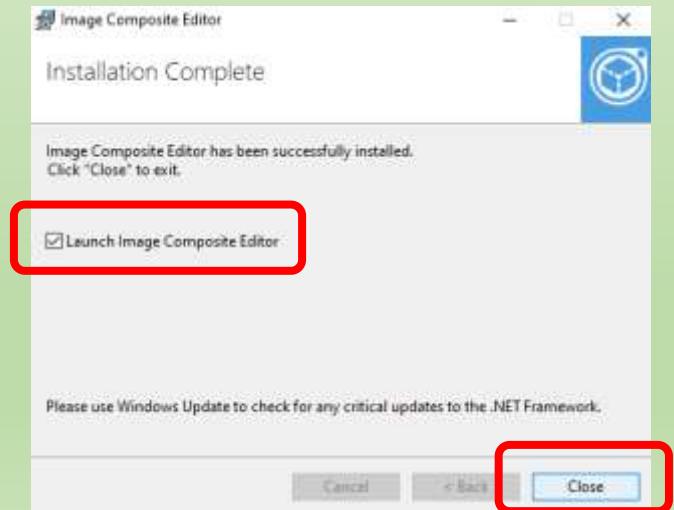 Image Composite Editor
Installation Complete
Image Composite Editor has been successfully installed.
Click "Close" to exit.
Launch Image Composite Editor
Please use Windows Update to check for any critical updates to the .NET Framework.
Cancel < Back Close